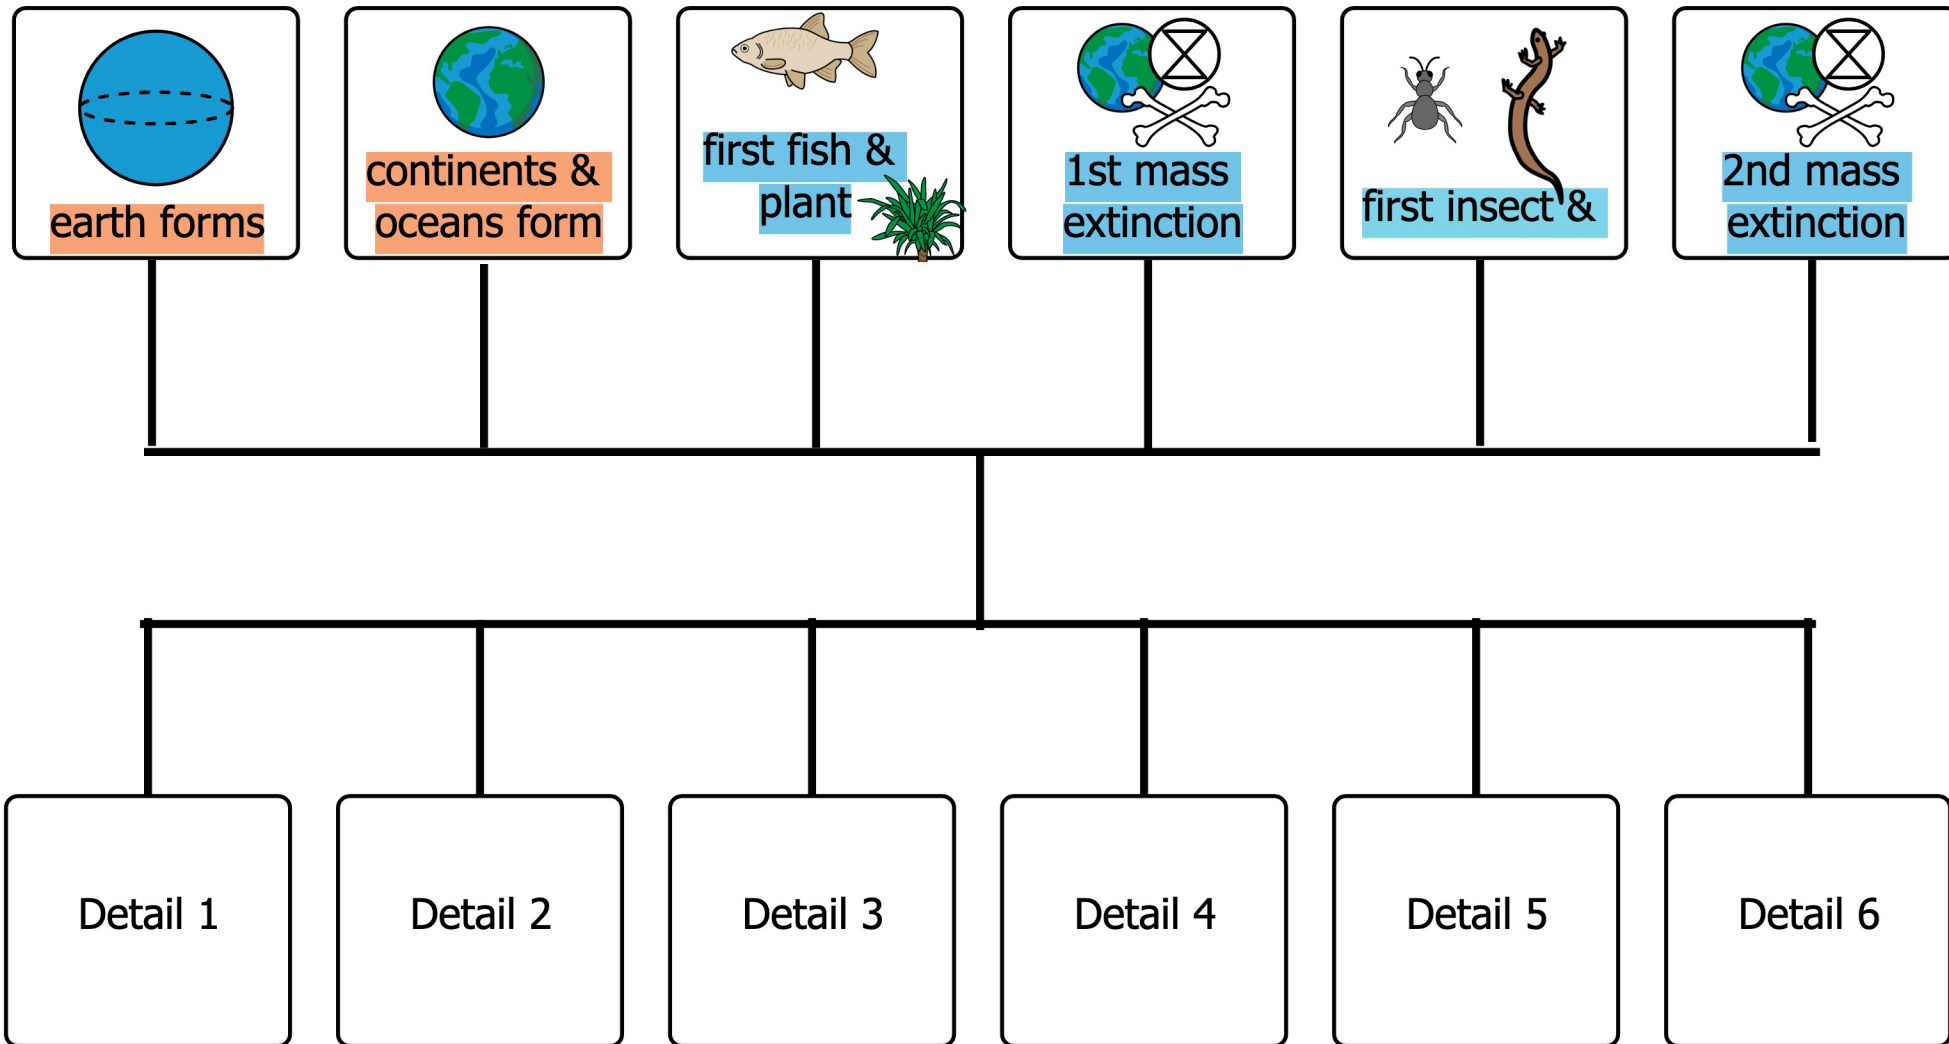 earth forms
continents &
oceans form
first fish &
plant
1st mass
extinction
first insect &
2nd mass
extinction
Detail 1
Detail 2
Detail 3
Detail 4
Detail 5
Detail 6